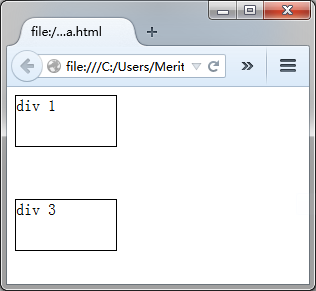 file:/...a.html
file:///C:/Users/Merit
div 1
div 3